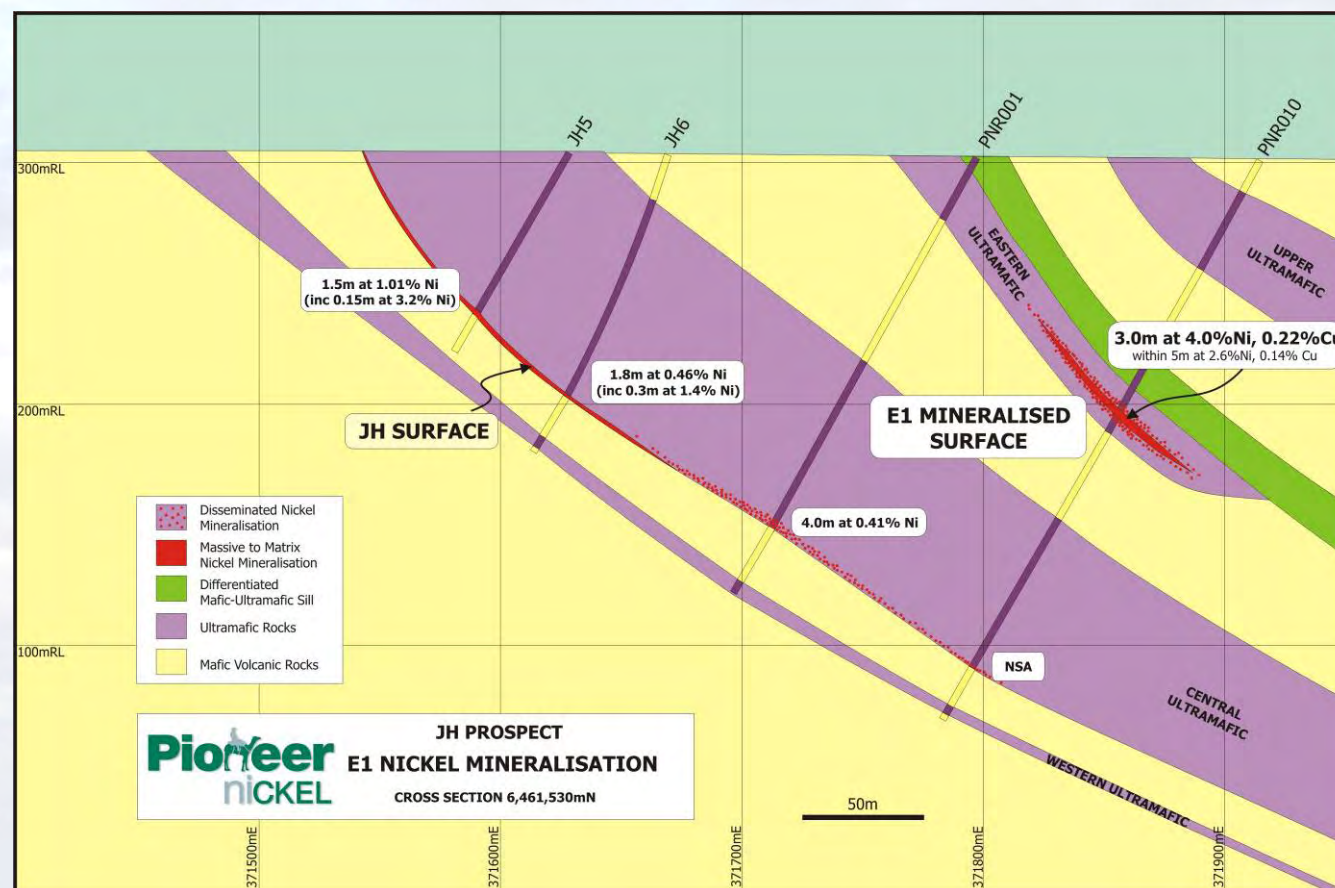 JH5
JH6
PNR001
PNR010
300mRL
200mRL
100mRL
EASTERN
ULTRAMAFIC
UPPER
ULTRAMAFIC
1.5m at 1.01% Ni
(inc 0.15m at 3.2% Ni)
3.0m at 4.0%Ni, 0.22%Cu
within 5m at 2.6%Ni, 0.14% Cu
1.8m at 0.46% Ni
(inc 0.3m at 1.4% Ni)
JH SURFACE
E1 MINERALISED
SURFACE
4.0m at 0.41% Ni
NSA
CENTRAL
ULTRAMAFIC
WESTERN ULTRAMAFIC
Disseminated Nickel
Mineralisation
Massive to Matrix
Nickel Mineralisation
Differentiated
Mafic-Ultramafic Sill
Ultramafic Rocks
Mafic Volcanic Rocks
Pioneer
niCKEL
JH PROSPECT
E1 NICKEL MINERALISATION
CROSS SECTION 6,461,530mN
50m
371500mE
371600mE
371700mE
371800mE
371900mE